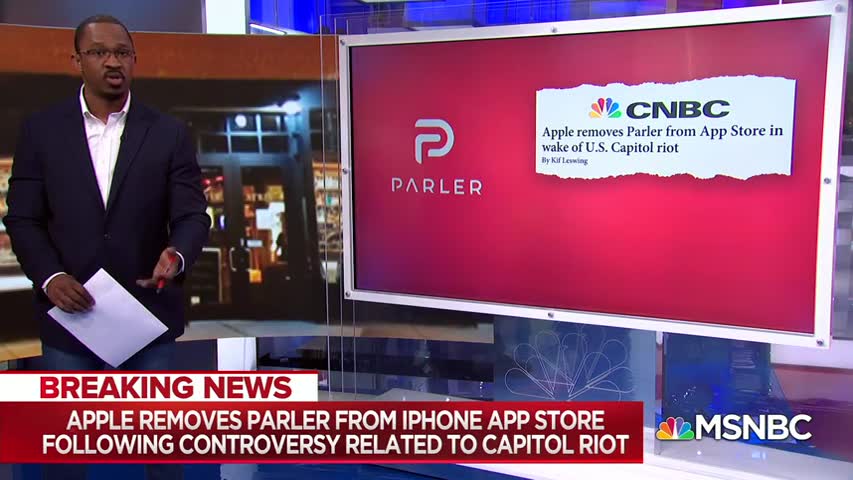 PARLER
CNBC
Apple removes Parler from App Store in
wake of U.S. Capitol riot
By Kif Leswing
BREAKING NEWS
APPLE REMOVES PARLER FROM IPHONE APP STORE
FOLLOWING CONTROVERSY RELATED TO CAPITOL RIOT
MSNBC